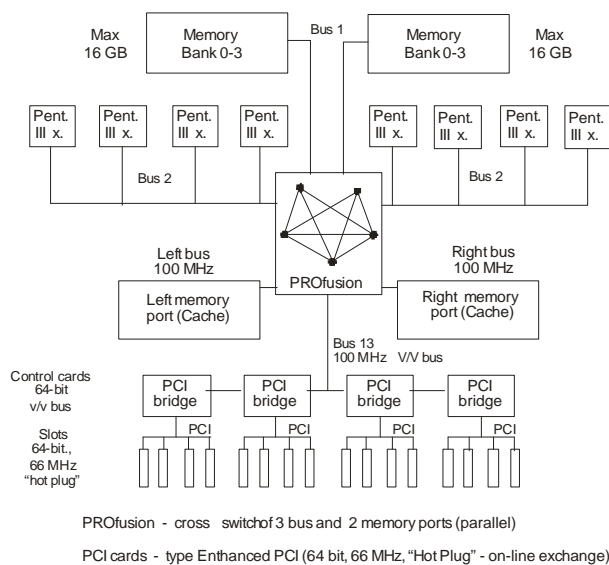 Max
16 GB
Memory
Bank 0-3
Bus 1
Memory
Bank 0-3
Max
16 GB
Pent.
III x.
Pent.
III x.
Pent.
III x.
Pent.
III x.
Pent.
III x.
Pent.
III x.
Pent.
III x.
Pent.
III x.
Bus 2
Bus 2
PROfusion
Left bus
100 MHz
Right bus
100 MHz
Left memory
port (Cache)
Right memory
port (Cache)
Bus 13
100 MHz V/V bus
Control cards
64-bit
v/v bus
PCI
bridge
PCI
bridge
PCI
bridge
PCI
bridge
Slots
64-bit.,
66 MHz
“hot plug”
PCI
PCI
PCI
PCI
PROfusion - cross switchof 3 bus and 2 memory ports (parallel)
PCI cards - type Enthanced PCI (64 bit, 66 MHz, “Hot Plug” - on-line exchange)